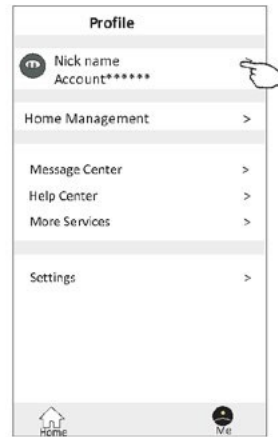 Profile
Nick name
Account******
Home Management >
Message Center >
Help Center >
More Services >
Settings >
Home Me